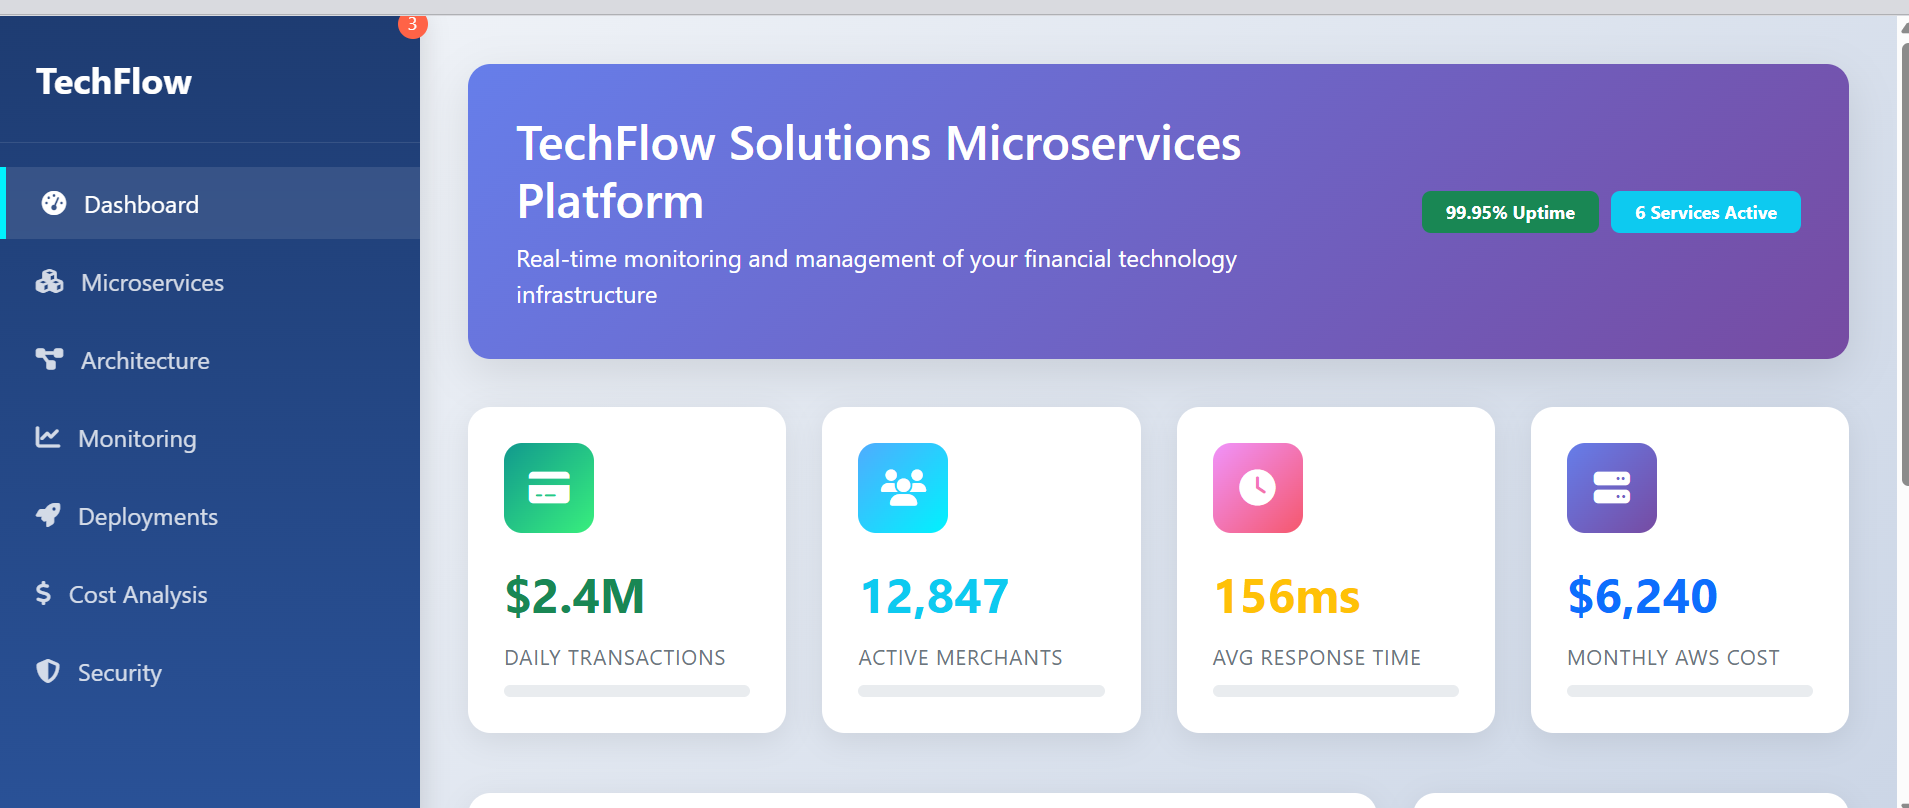 3
TechFlow
Dashboard
Microservices
Architecture
Monitoring
Deployments
Cost Analysis
Security
TechFlow Solutions Microservices
Platform
Real-time monitoring and management of your financial technology
infrastructure
99.95% Uptime
6 Services Active
$2.4M
DAILY TRANSACTIONS
12,847
ACTIVE MERCHANTS
156ms
AVG RESPONSE TIME
$6,240
MONTHLY AWS COST